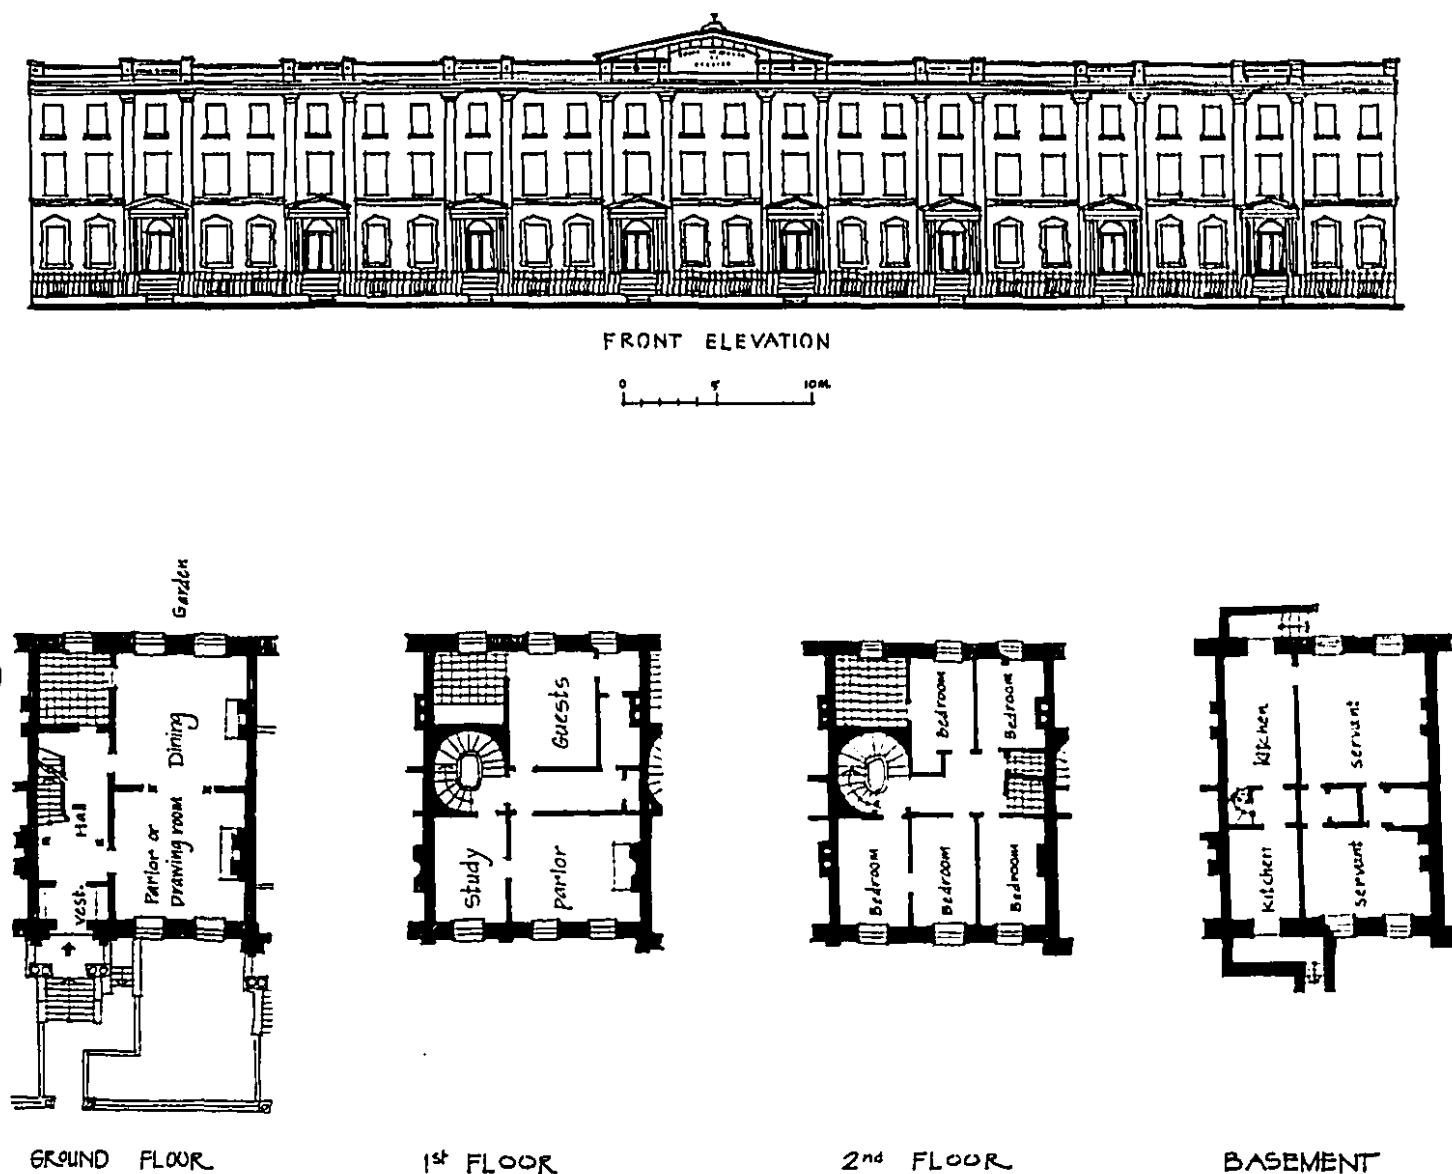 FRONT ELEVATION
0 5 10M.
Garden
Dining
Hall
Parlor or
Drawing room
Vest.
Guests
Study
Parlor
Bedroom
Bedroom
Bedroom
Bedroom
Bedroom
Kitchen
servant
Kitchen
servant
GROUND FLOOR
1st FLOOR
2nd FLOOR
BASEMENT